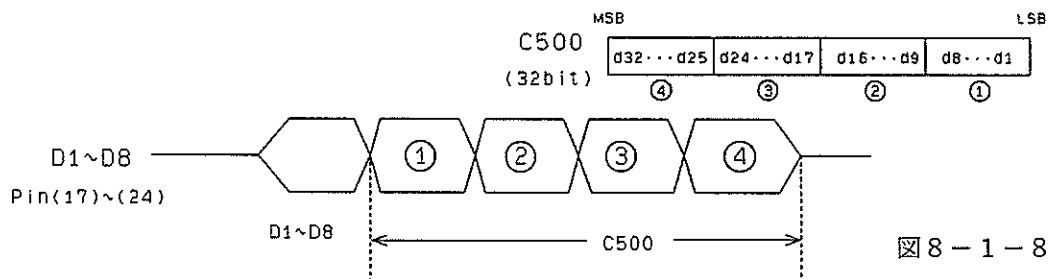 MSB LSB
C500 d32・・・d25 d24・・・d17 d16・・・d9 d8・・・d1
(32bit) ④ ③ ② ①
D1~D8 ① ② ③ ④
Pin(17)~(24)
D1~D8 C500
図8-1-8